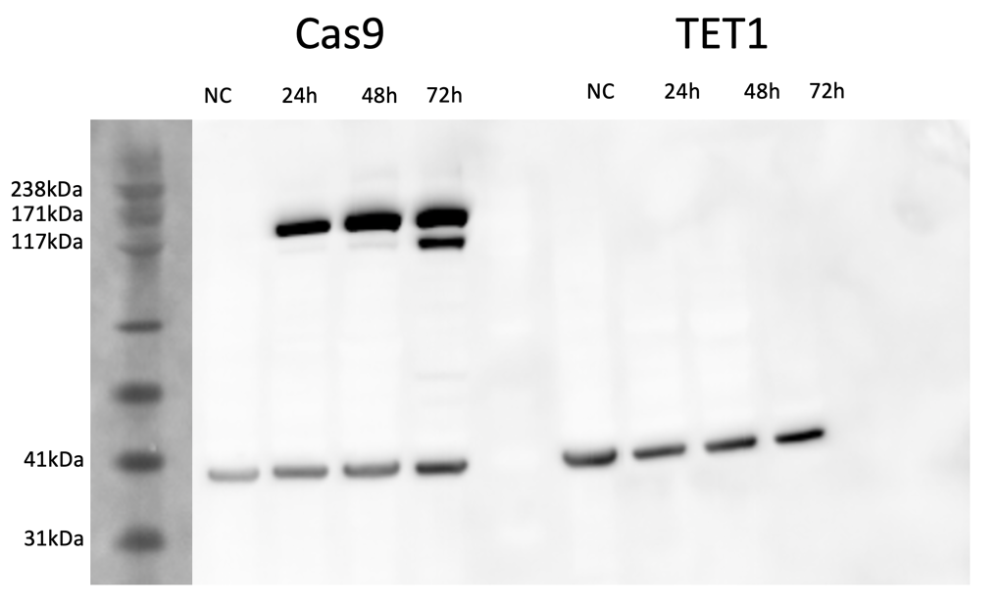 Cas9 TET1
NC 24h 48h 72h NC 24h 48h 72h
238kDa
171kDa
117kDa
41kDa
31kDa